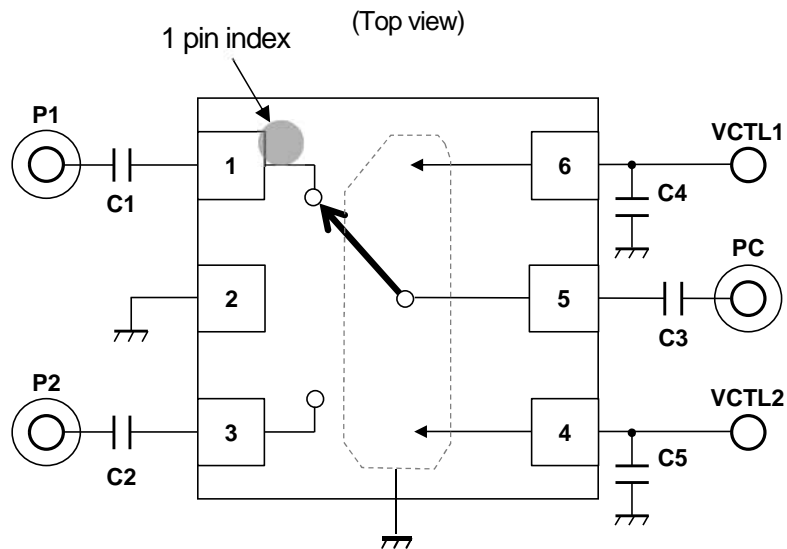 (Top view)
1 pin index
P1
VCTL1
1
6
C1
C4
PC
2
5
C3
P2
VCTL2
3
4
C2
C5